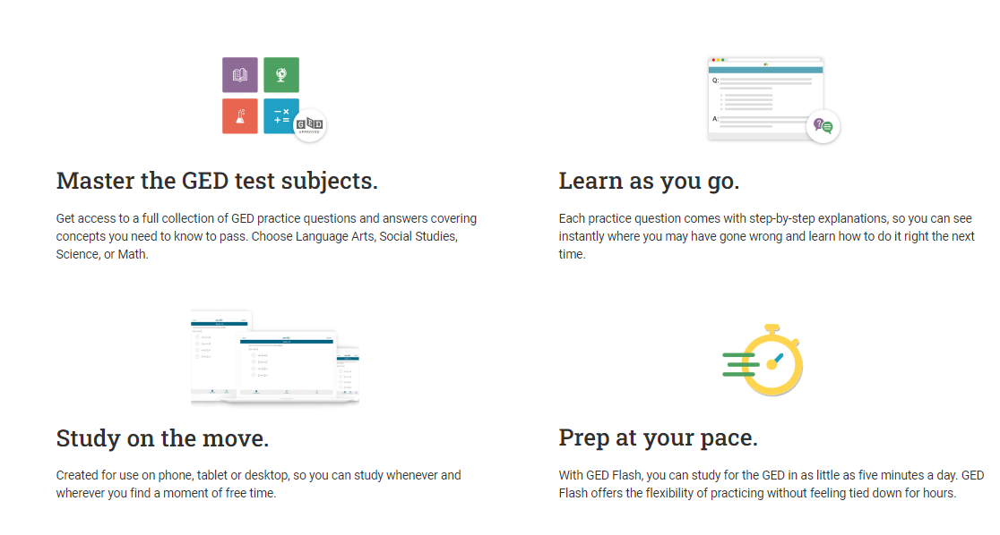 GED
APPROVED
Master the GED test subjects.
Get access to a full collection of GED practice questions and answers covering
concepts you need to know to pass. Choose Language Arts, Social Studies,
Science, or Math.
Q:
A:
?
Learn as you go.
Each practice question comes with step-by-step explanations, so you can see
instantly where you may have gone wrong and learn how to do it right the next
time.
Study on the move.
Created for use on phone, tablet or desktop, so you can study whenever and
wherever you find a moment of free time.
Prep at your pace.
With GED Flash, you can study for the GED in as little as five minutes a day. GED
Flash offers the flexibility of practicing without feeling tied down for hours.